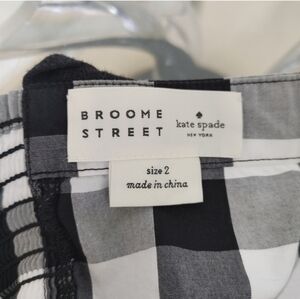 BROOME
STREET
kate spade
NEW YORK
size 2
made in china